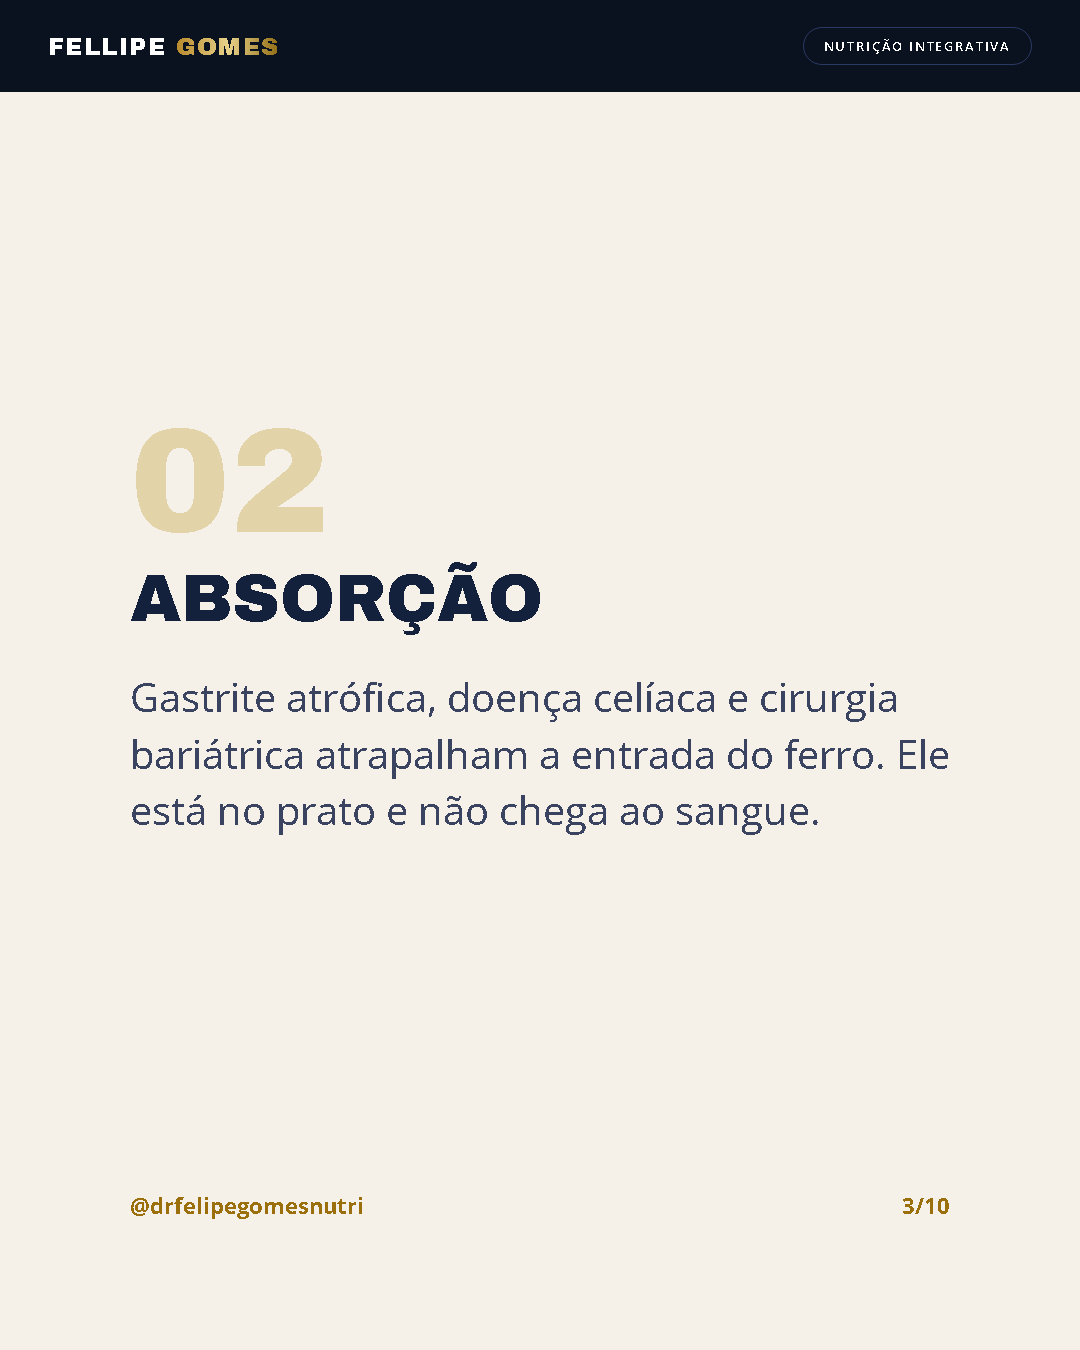 FELLIPE GOMES
NUTRIÇÃO INTEGRATIVA
02
ABSORÇÃO
Gastrite atrófica, doença celíaca e cirurgia
bariátrica atrapalham a entrada do ferro. Ele
está no prato e não chega ao sangue.
@drfelipegomesnutri
3/10